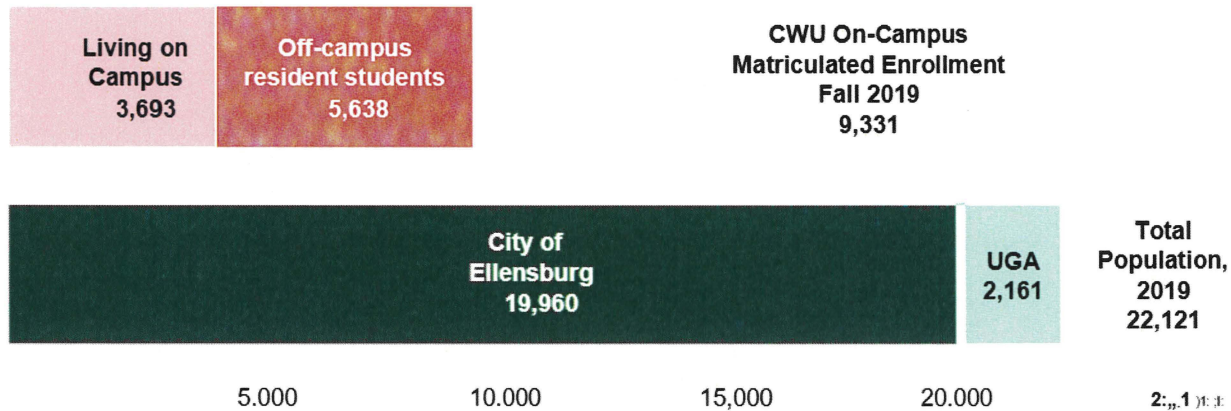 Living on
Campus
3,693
Off-campus
resident students
5,638
CWU On-Campus
Matriculated Enrollment
Fall 2019
9,331
City of
Ellensburg
19,960
UGA
2,161
Total
Population,
2019
22,121
5.000
10.000
15,000
20.000